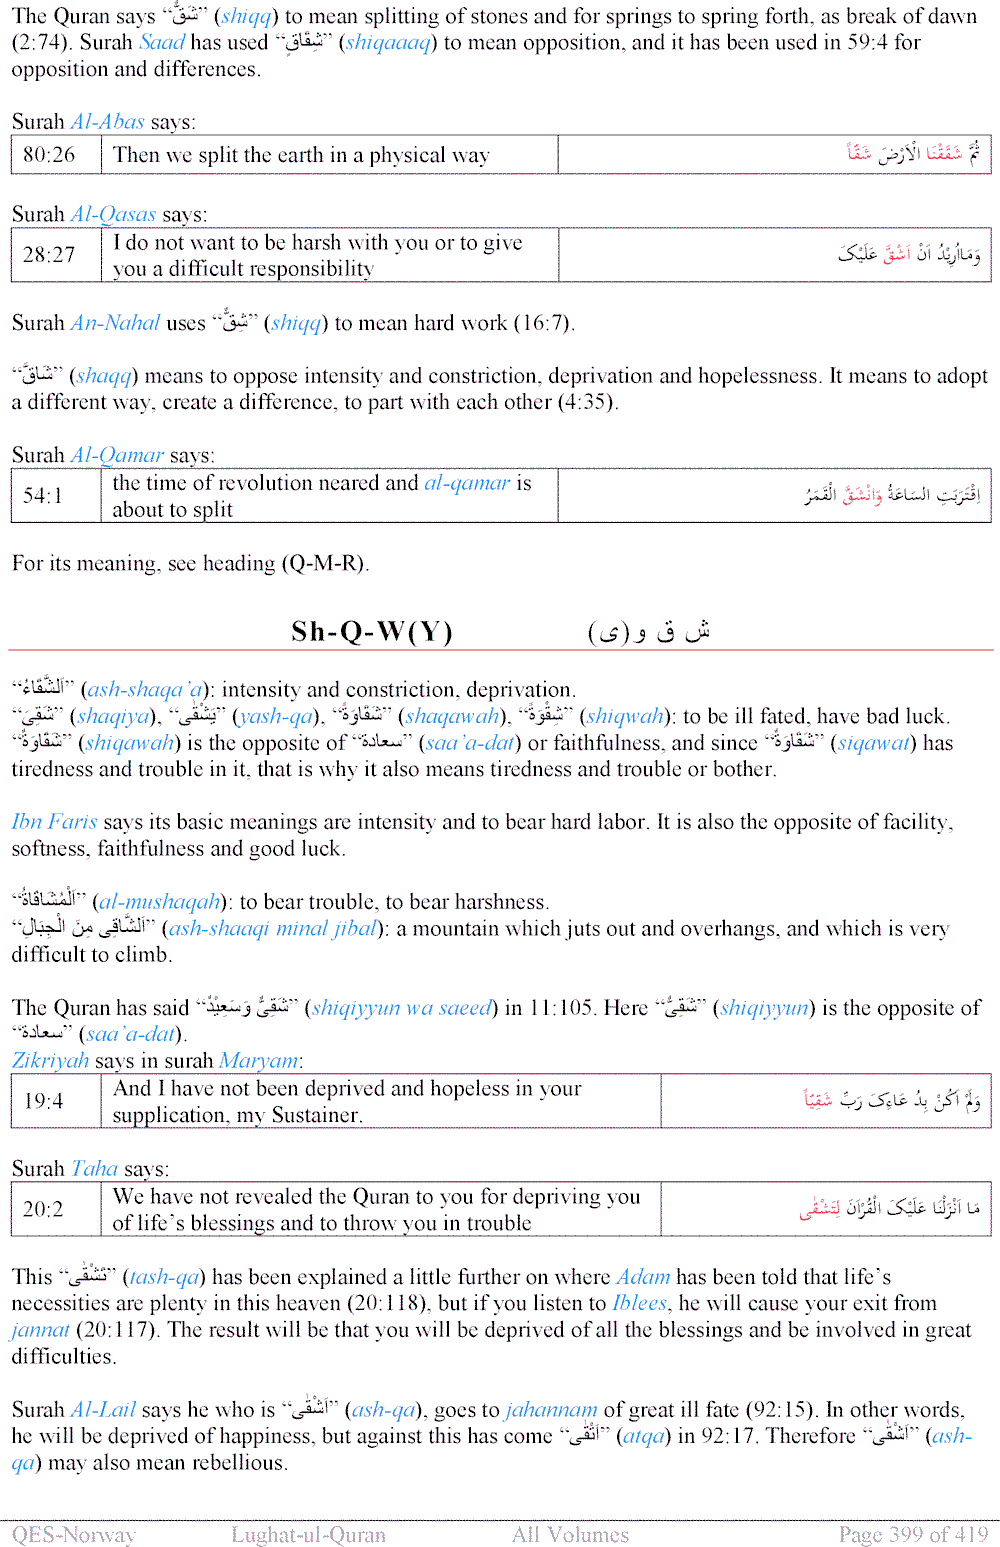 The Quran says “شَقٌّ” (shiqq) to mean splitting of stones and for springs to spring forth, as break of dawn
(2:74). Surah Saad has used “شِقَاقٍ” (shiqaaaq) to mean opposition, and it has been used in 59:4 for
opposition and differences.
Surah Al-Abas says:
80:26 Then we split the earth in a physical way ثُمَّ شَقَقْنَا الْاَرْضَ شَقًّا
Surah Al-Qasas says:
28:27 I do not want to be harsh with you or to give
you a difficult responsibility وَمَااُرِيْدُ اَنْ اَشْقَّ عَلَيْکَ
Surah An-Nahal uses “شِقٌّ” (shiqq) to mean hard work (16:7).
“شَاقَّ” (shaqq) means to oppose intensity and constriction, deprivation and hopelessness. It means to adopt
a different way, create a difference, to part with each other (4:35).
Surah Al-Qamar says:
54:1 the time of revolution neared and al-qamar is
about to split اِقْتَرَبَتِ السَاعَةُ وَانْشَقَّ الْقَمَرُ
For its meaning, see heading (Q-M-R).
Sh-Q-W(Y) ش ق و(ی)
“اَلشَّقَاءُ” (ash-shaqa’a): intensity and constriction, deprivation.
“شَقِیَ” (shaqiya), “يَشْقٰی” (yash-qa), “شَقَاوَةً” (shaqawah), “شِقْوَةً” (shiqwah): to be ill fated, have bad luck.
“شَقَاوَةٌ” (shiqawah) is the opposite of “سعادة” (saa’a-dat) or faithfulness, and since “شَقَاوَةٌ” (siqawat) has
tiredness and trouble in it, that is why it also means tiredness and trouble or bother.
Ibn Faris says its basic meanings are intensity and to bear hard labor. It is also the opposite of facility,
softness, faithfulness and good luck.
“اَلْمُشَاقَاةُ” (al-mushaqah): to bear trouble, to bear harshness.
“اَلشَّاقِی مِنَ الْجِبَالِ” (ash-shaaqi minal jibal): a mountain which juts out and overhangs, and which is very
difficult to climb.
The Quran has said “شَقِیٌّ وَسَعِيْدٌ” (shiqiyyun wa saeed) in 11:105. Here “شَقِیٌّ” (shiqiyyun) is the opposite of
“سعادة” (saa’a-dat).
Zikriyah says in surah Maryam:
19:4 And I have not been deprived and hopeless in your
supplication, my Sustainer. وَلَمْ اَکُنْ بِدُ عَاءِکَ رَبِّ شَقِيًّا
Surah Taha says:
20:2 We have not revealed the Quran to you for depriving you
of life’s blessings and to throw you in trouble مَا اَنْزَلْنَا عَلَيْکَ الْقُرْاٰنَ لِتَشْقٰی
This “تَشْقٰی” (tash-qa) has been explained a little further on where Adam has been told that life’s
necessities are plenty in this heaven (20:118), but if you listen to Iblees, he will cause your exit from
jannat (20:117). The result will be that you will be deprived of all the blessings and be involved in great
difficulties.
Surah Al-Lail says he who is “اَشْقٰی” (ash-qa), goes to jahannam of great ill fate (92:15). In other words,
he will be deprived of happiness, but against this has come “اَتْقٰی” (atqa) in 92:17. Therefore “اَشْقٰی” (ash-
qa) may also mean rebellious.
QES-Norway Lughat-ul-Quran All Volumes Page 399 of 419